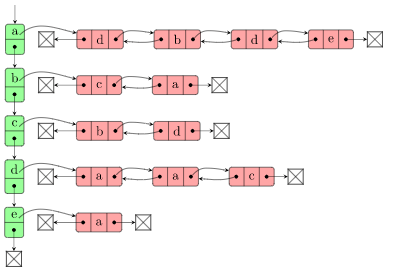 a d b d e
b c a
c b d
d a a c
e a